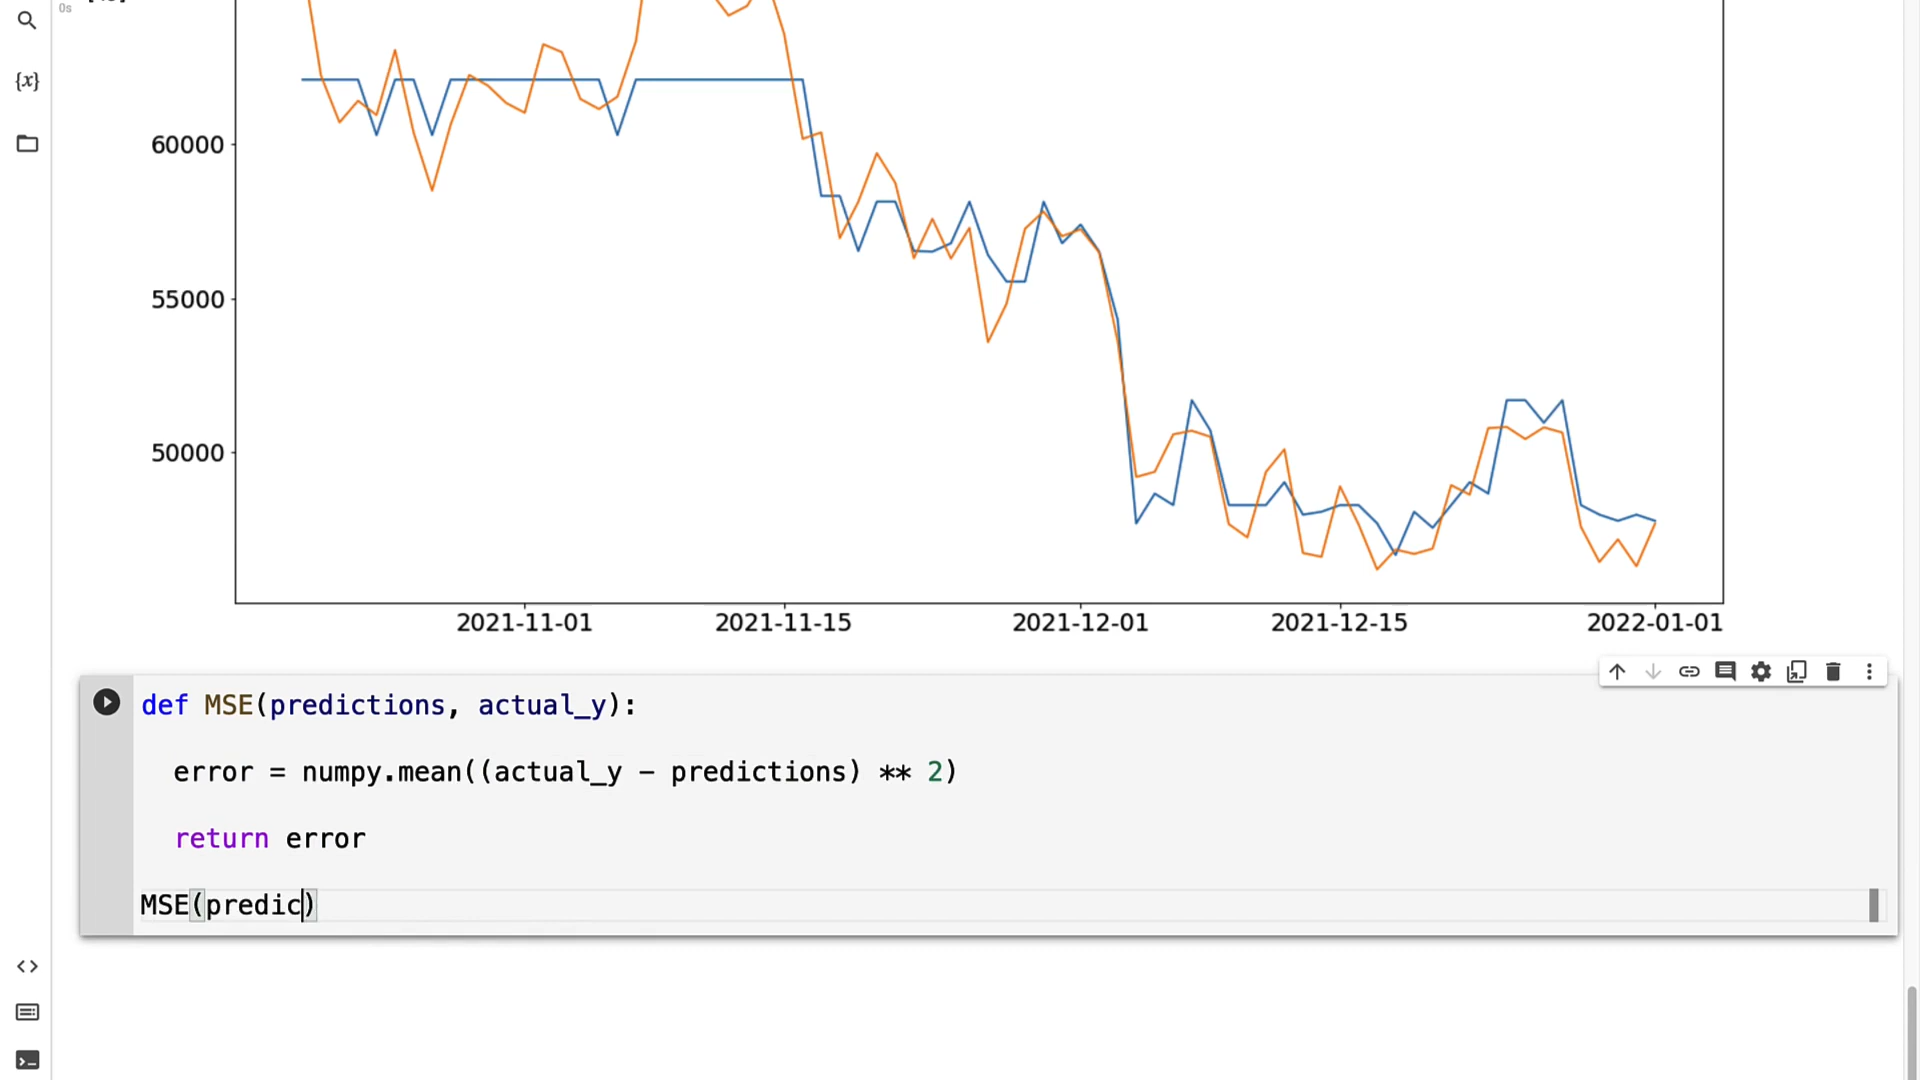 0s
{x}
60000
55000
50000
2021-11-01 2021-11-15 2021-12-01 2021-12-15 2022-01-01
def MSE(predictions, actual_y):
error = numpy.mean((actual_y - predictions) ** 2)
return error
MSE(predic)